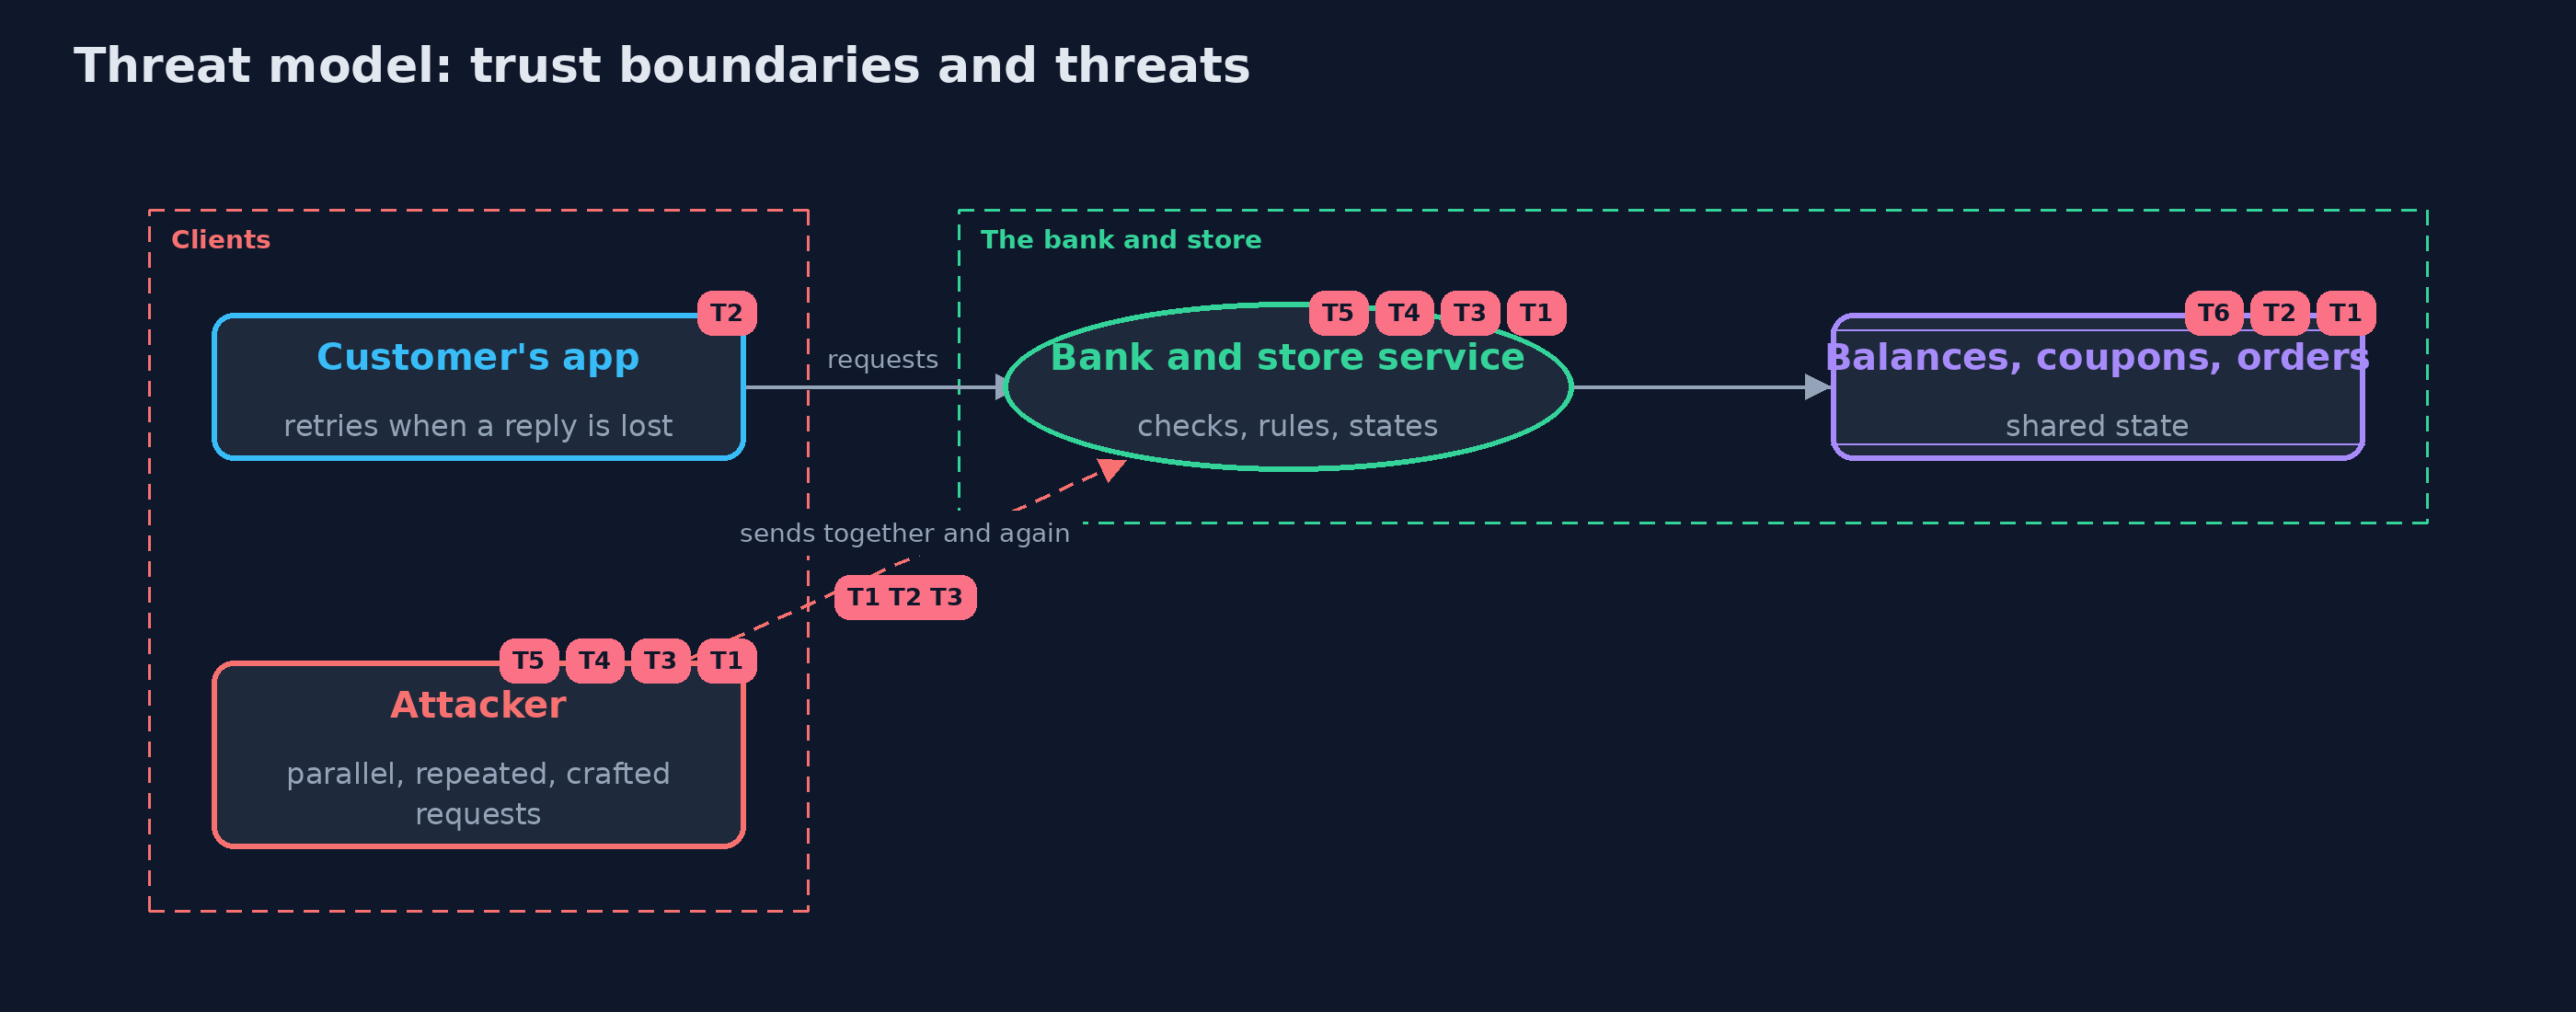 Threat model: trust boundaries and threats
Clients
The bank and store
T2
Customer's app
retries when a reply is lost
requests
T5 T4 T3 T1
Bank and store service
checks, rules, states
T6 T2 T1
Balances, coupons, orders
shared state
sends together and again
T1 T2 T3
T5 T4 T3 T1
Attacker
parallel, repeated, crafted
requests